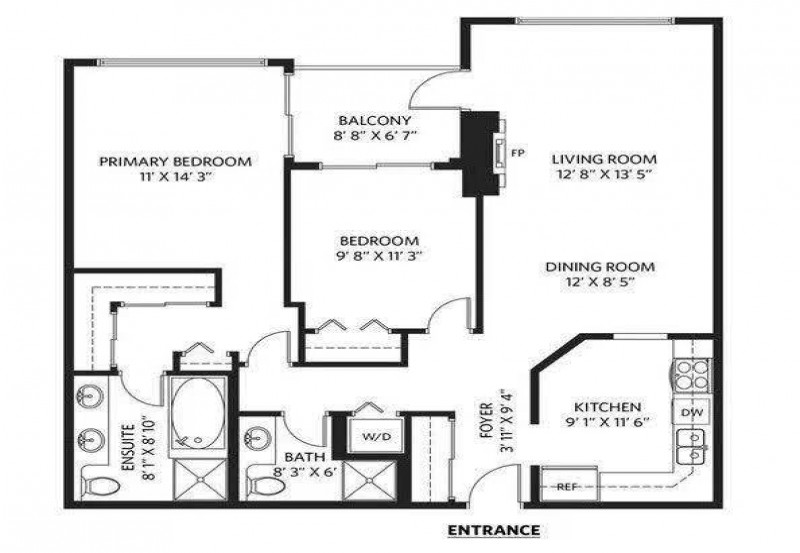 BALCONY
8' 8" X 6' 7"
PRIMARY BEDROOM
11' X 14' 3"
FP
LIVING ROOM
12' 8" X 13' 5"
BEDROOM
9' 8" X 11' 3"
DINING ROOM
12' X 8' 5"
KITCHEN
9' 1" X 11' 6"
DW
FOYER
3' 11" X 9' 4"
ENSUITE
8' 1" X 8' 10"
W/D
BATH
8' 3" X 6'
REF
ENTRANCE